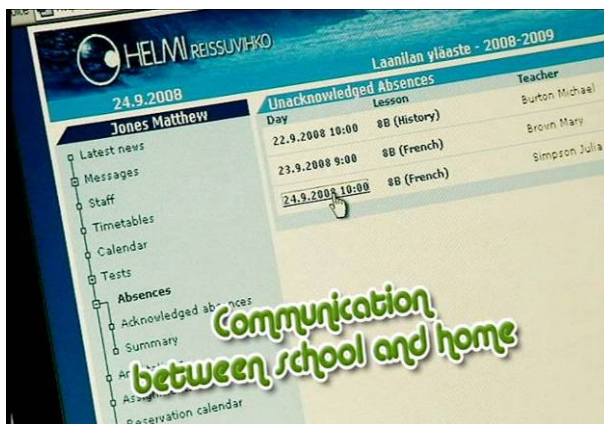 HELMI REISSUVIHKO
Laanilan yläaste - 2008-2009
24.9.2008
Jones Matthew
Latest news
Messages
Staff
Timetables
Calendar
Tests
Absences
Acknowledged absences
Summary
Reservation calendar
Unacknowledged Absences
Day Lesson Teacher
22.9.2008 10:00 8B (History) Burton Michael
23.9.2008 9:00 8B (French) Brown Mary
24.9.2008 10:00 8B (French) Simpson Julia
Communication
between school and home